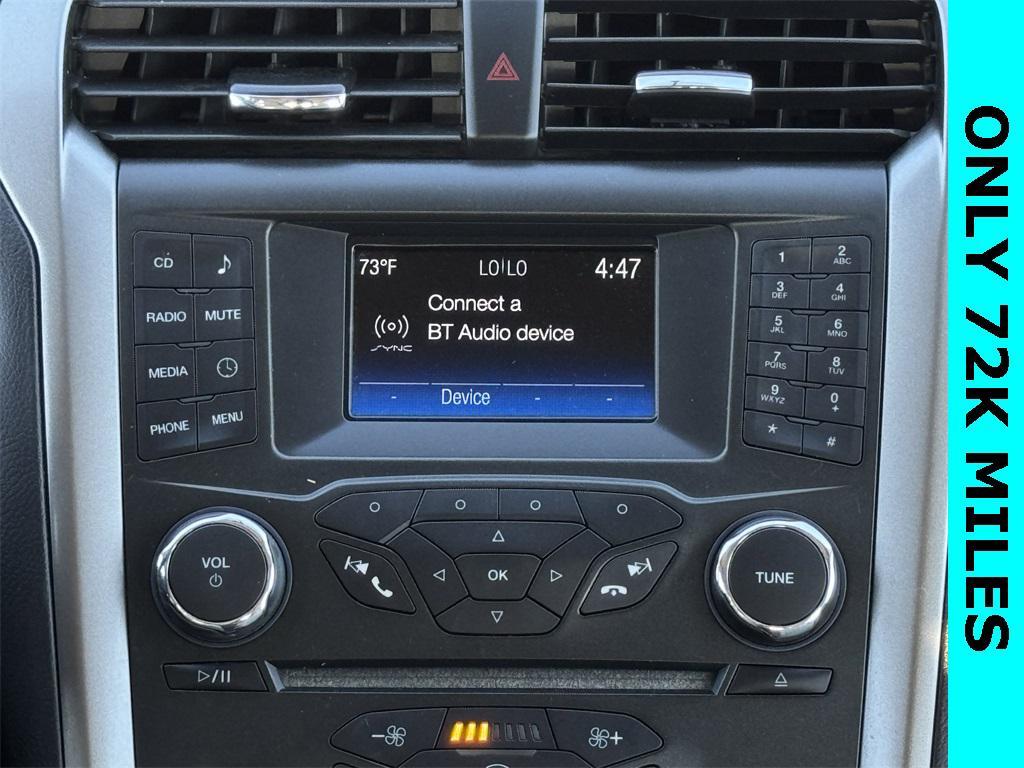 73°F LO LO 4:47
Connect a
BT Audio device
SYNC
- Device - -
CD
RADIO MUTE
MEDIA
PHONE MENU
1 2 ABC
3 DEF 4 GHI
5 JKL 6 MNO
7 PQRS 8 TUV
9 WXYZ 0 +
* #
VOL
OK
TUNE
- +
ONLY 72K MILES